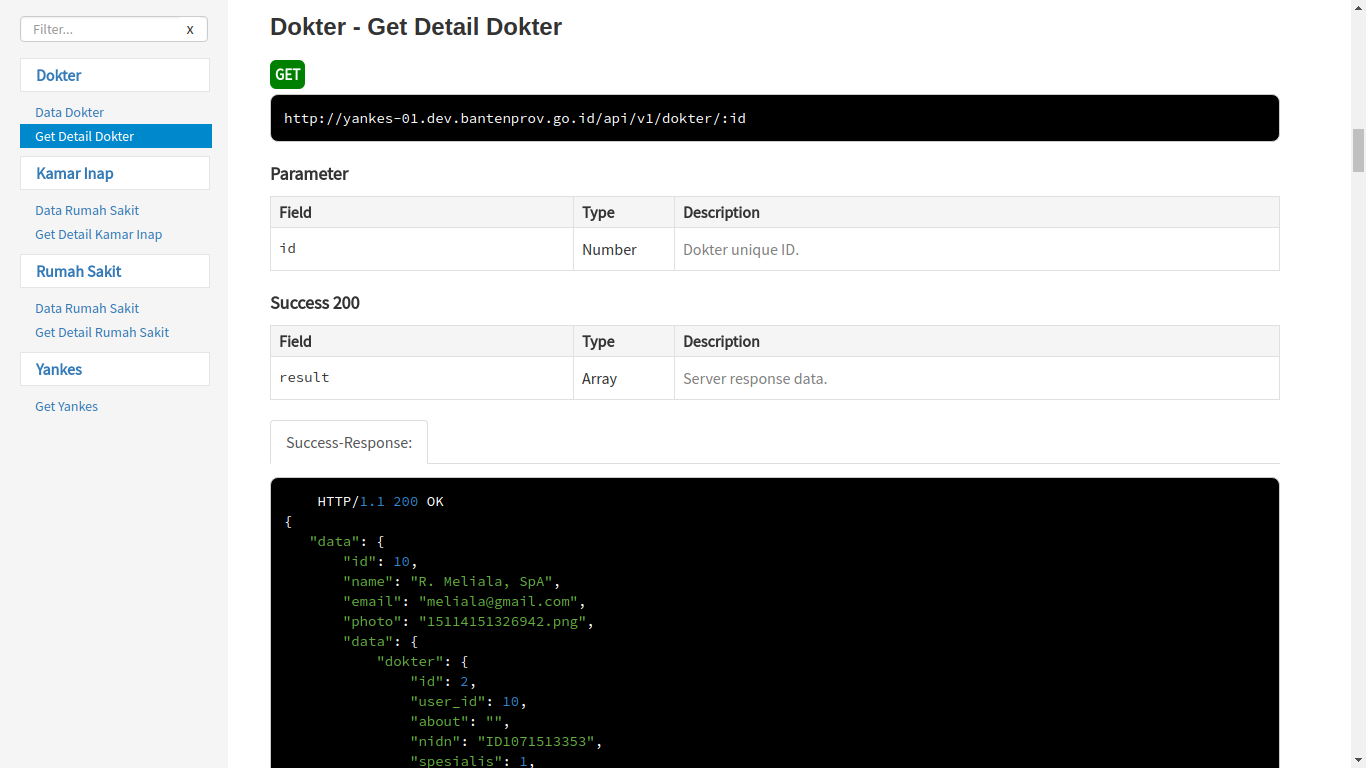 Filter...
x
Dokter
Data Dokter
Get Detail Dokter
Kamar Inap
Data Rumah Sakit
Get Detail Kamar Inap
Rumah Sakit
Data Rumah Sakit
Get Detail Rumah Sakit
Yankes
Get Yankes
Dokter - Get Detail Dokter
GET
http://yankes-01.dev.bantenprov.go.id/api/v1/dokter/:id
Parameter
Field Type Description
id Number Dokter unique ID.
Success 200
Field Type Description
result Array Server response data.
Success-Response:
HTTP/1.1 200 OK
{
"data": {
"id": 10,
"name": "R. Meliala, SpA",
"email": "meliala@gmail.com",
"photo": "15114151326942.png",
"data": {
"dokter": {
"id": 2,
"user_id": 10,
"about": "",
"nidn": "ID1071513353",
"spesialis": 1,